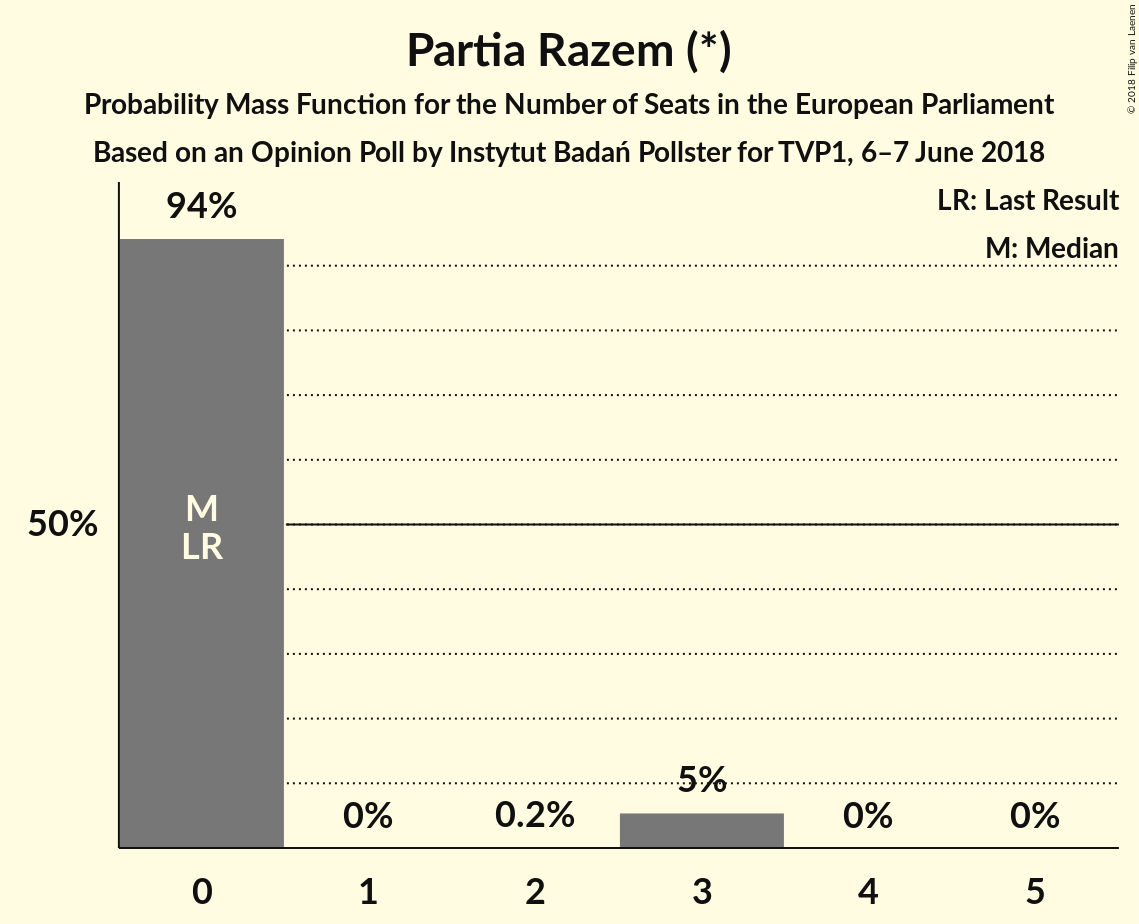 Partia Razem (*)
Probability Mass Function for the Number of Seats in the European Parliament
Based on an Opinion Poll by Instytut Badań Pollster for TVP1, 6–7 June 2018
© 2018 Filip van Laenen
LR: Last Result
M: Median
94%
M
LR
50%
5%
0%
0.2%
0%
0%
0 1 2 3 4 5